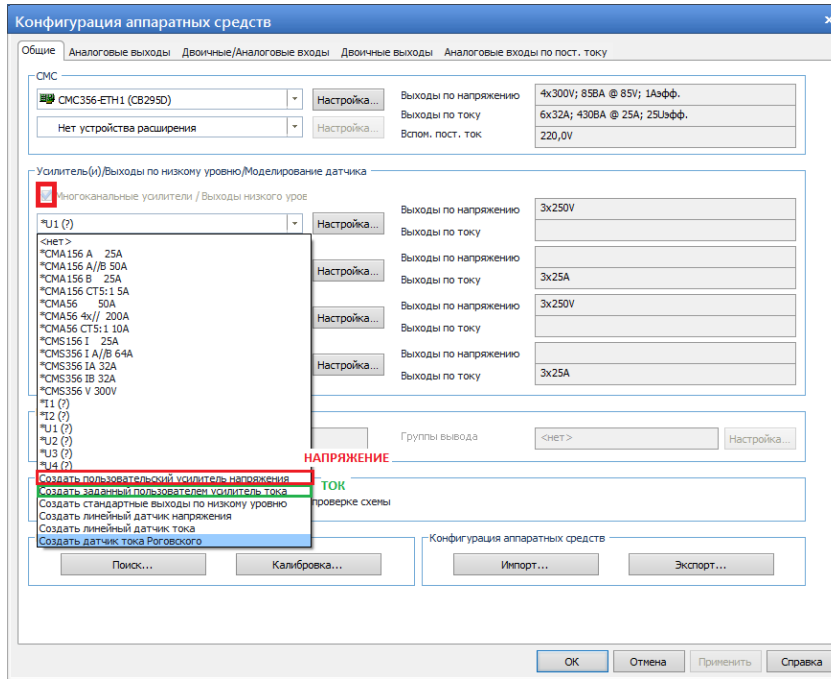 Конфигурация аппаратных средств
Общие Аналоговые выходы Двоичные/Аналоговые входы Двоичные выходы Аналоговые входы по пост. току
CMC
CMC356-ETH1 (CB295D) Настройка... Выходы по напряжению 4x300V; 85ВА @ 85V; 1Аэфф.
Выходы по току 6x32A; 430ВА @ 25A; 25Uэфф.
Нет устройства расширения Настройка... Вспом. пост. ток 220,0V
Усилитель(и)/Выходы по низкому уровню/Моделирование датчика
Многоканальные усилители / Выходы низкого уров
*U1 (?) Настройка... Выходы по напряжению 3x250V
Выходы по току
<нет>
*CMA156 A 25A
*CMA156 A//B 50A
*CMA156 B 25A
*CMA156 CT5:1 5A
*CMA56 50A
*CMA56 4x// 200A
*CMA56 CT5:1 10A
*CMS156 I 25A
*CMS356 I A//B 64A
*CMS356 IA 32A
*CMS356 IB 32A
*CMS356 V 300V
*I1 (?)
*I2 (?)
*U1 (?)
*U2 (?)
*U3 (?)
*U4 (?)
Создать пользовательский усилитель напряжения
Создать заданный пользователем усилитель тока
Создать стандартные выходы по низкому уровню
Создать линейный датчик напряжения
Создать линейный датчик тока
Создать датчик тока Роговского
Настройка... Выходы по напряжению
Выходы по току 3x25A
Настройка... Выходы по напряжению 3x250V
Выходы по току
Настройка... Выходы по напряжению
Выходы по току 3x25A
Группы вывода <нет> Настройка...
НАПРЯЖЕНИЕ
ТОК
проверке схемы
Поиск... Калибровка...
Конфигурация аппаратных средств
Импорт... Экспорт...
OK Отмена Применить Справка